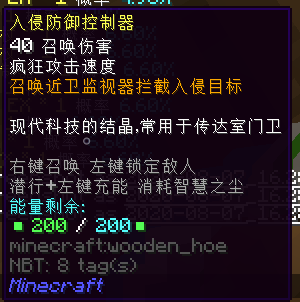 入侵防御控制器
40 召唤伤害
疯狂攻击速度
召唤近卫监视器拦截入侵目标
现代科技的结晶,常用于传达室门卫
右键召唤 左键锁定敌人
潜行+左键充能 消耗智慧之尘
能量剩余:
■ 200 / 200 ■
minecraft:wooden_hoe
NBT: 8 tag(s)
Minecraft